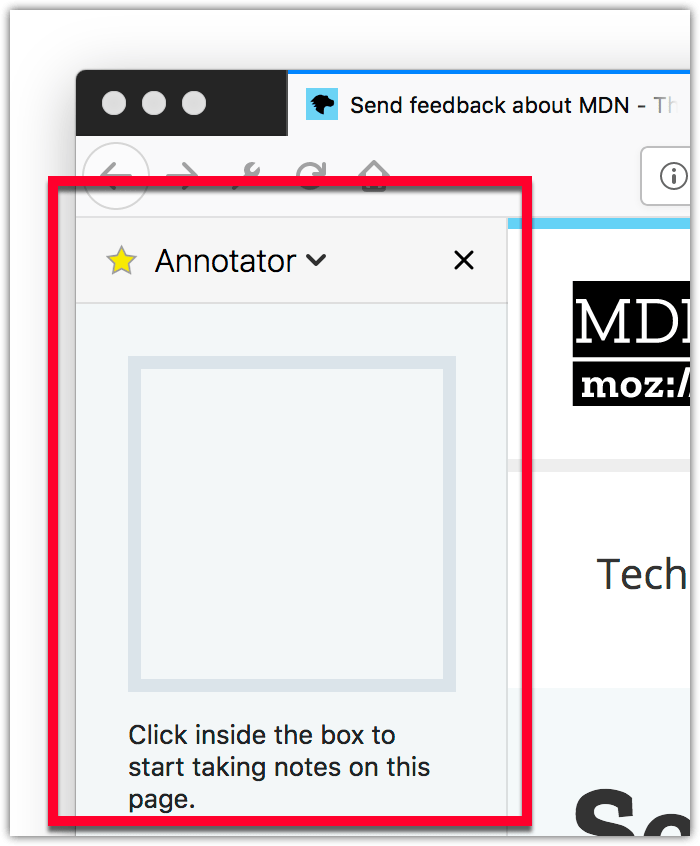 Send feedback about MDN - Th
Annotator
MDN
moz://
Tech
Click inside the box to
start taking notes on this
page.
Se